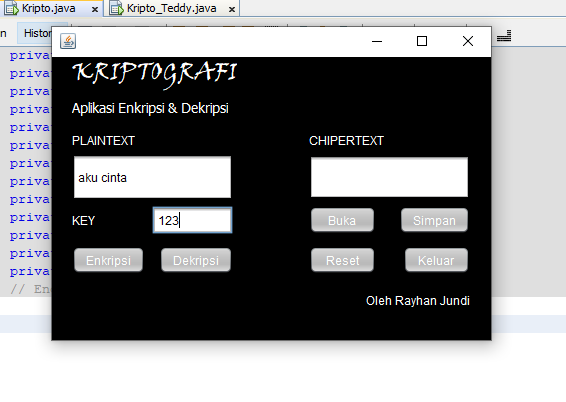 Kripto.java × Kripto_Teddy.java ×
n Histor
KRIPTOGRAFI
Aplikasi Enkripsi & Dekripsi
PLAINTEXT CHIPERTEXT
aku cinta
KEY 123 Buka Simpan
Enkripsi Dekripsi Reset Keluar
Oleh Rayhan Jundi
priva
priva
priva
priva
priva
priva
priva
priva
priva
priva
priva
priva
priva
// En